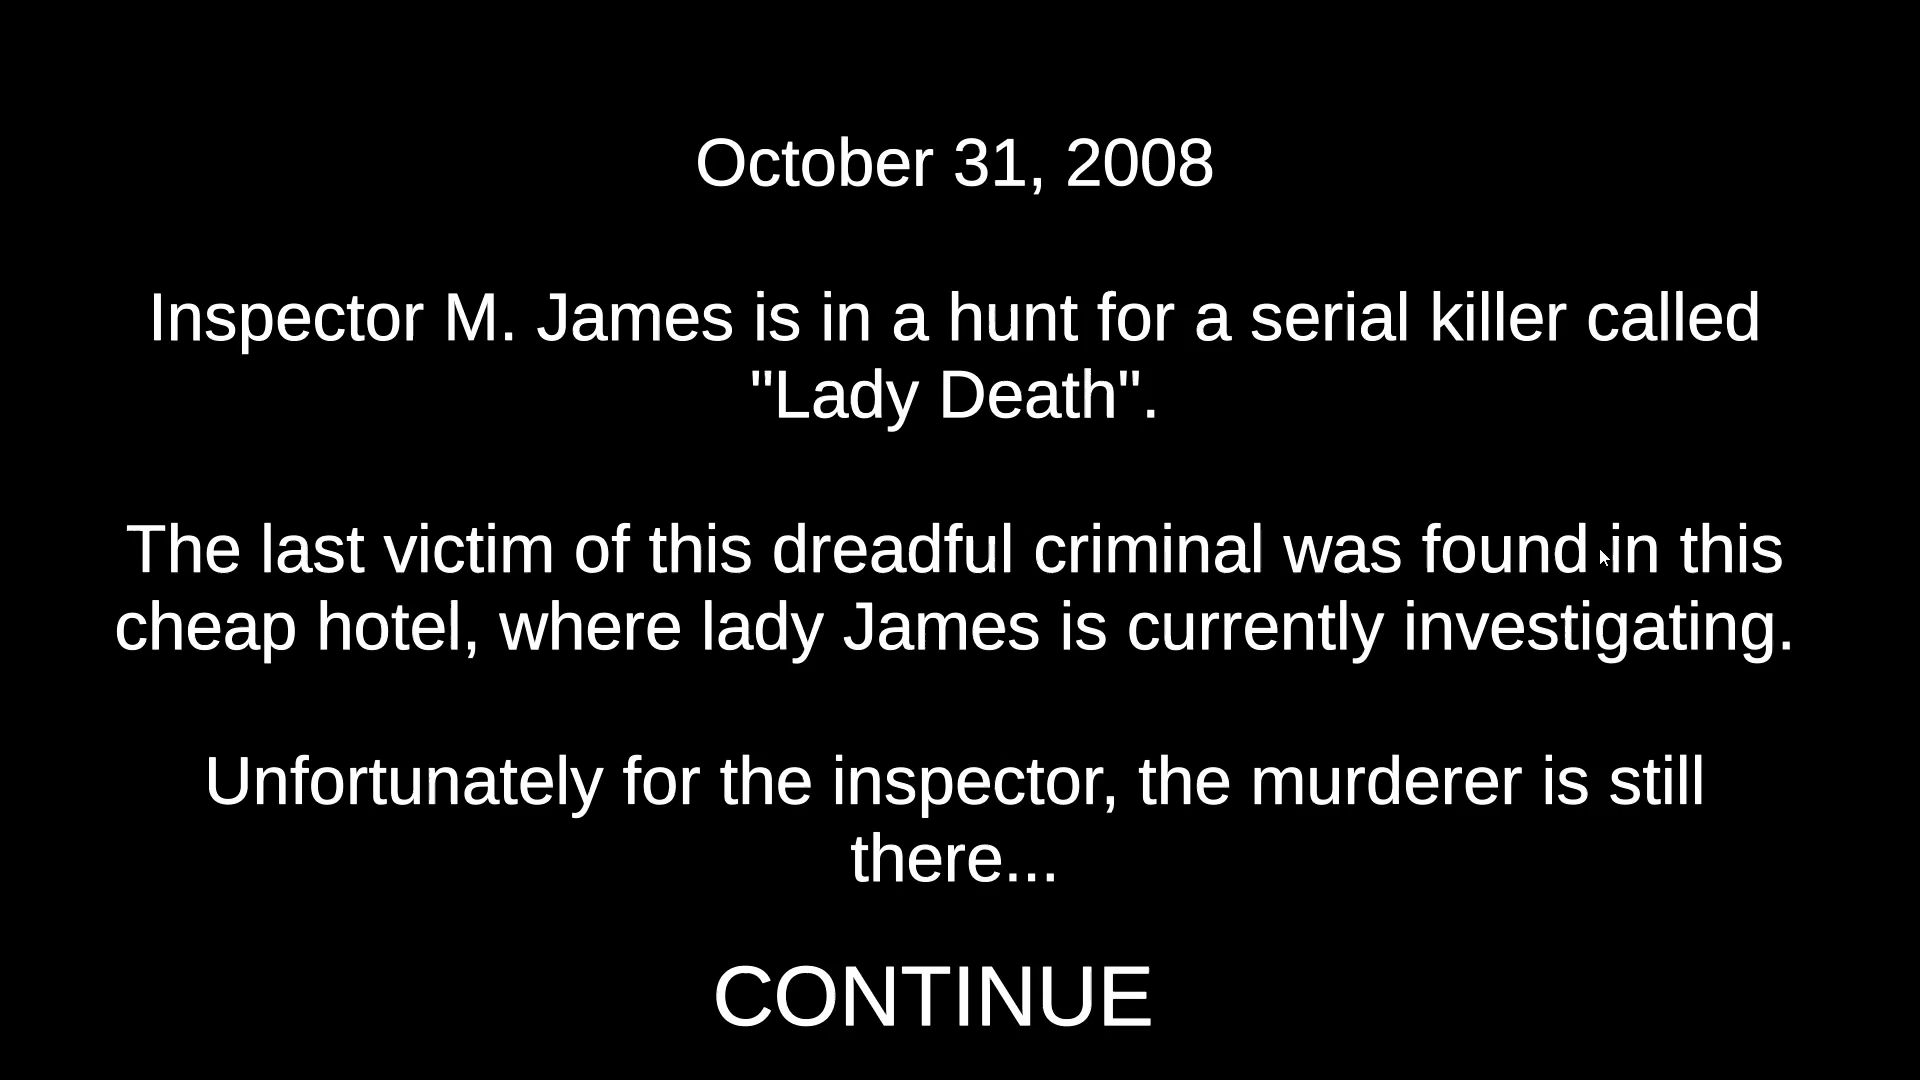 October 31, 2008
Inspector M. James is in a hunt for a serial killer called
"Lady Death".
The last victim of this dreadful criminal was found in this
cheap hotel, where lady James is currently investigating.
Unfortunately for the inspector, the murderer is still
there...
CONTINUE